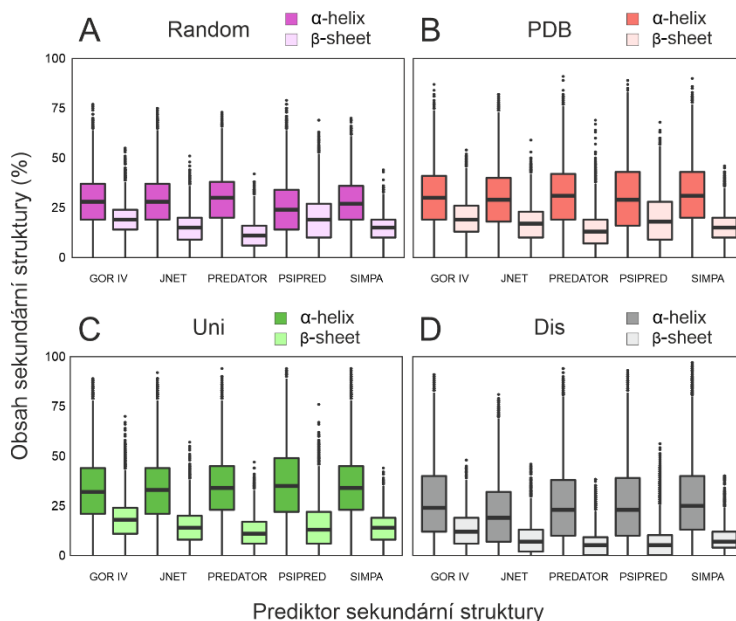 A Random α-helix β-sheet
B PDB α-helix β-sheet
100
75
50
25
0
GOR IV JNET PREDATOR PSIPRED SIMPA
GOR IV JNET PREDATOR PSIPRED SIMPA
C Uni α-helix β-sheet
D Dis α-helix β-sheet
100
75
50
25
0
GOR IV JNET PREDATOR PSIPRED SIMPA
GOR IV JNET PREDATOR PSIPRED SIMPA
Obsah sekundární struktury (%)
Prediktor sekundární struktury